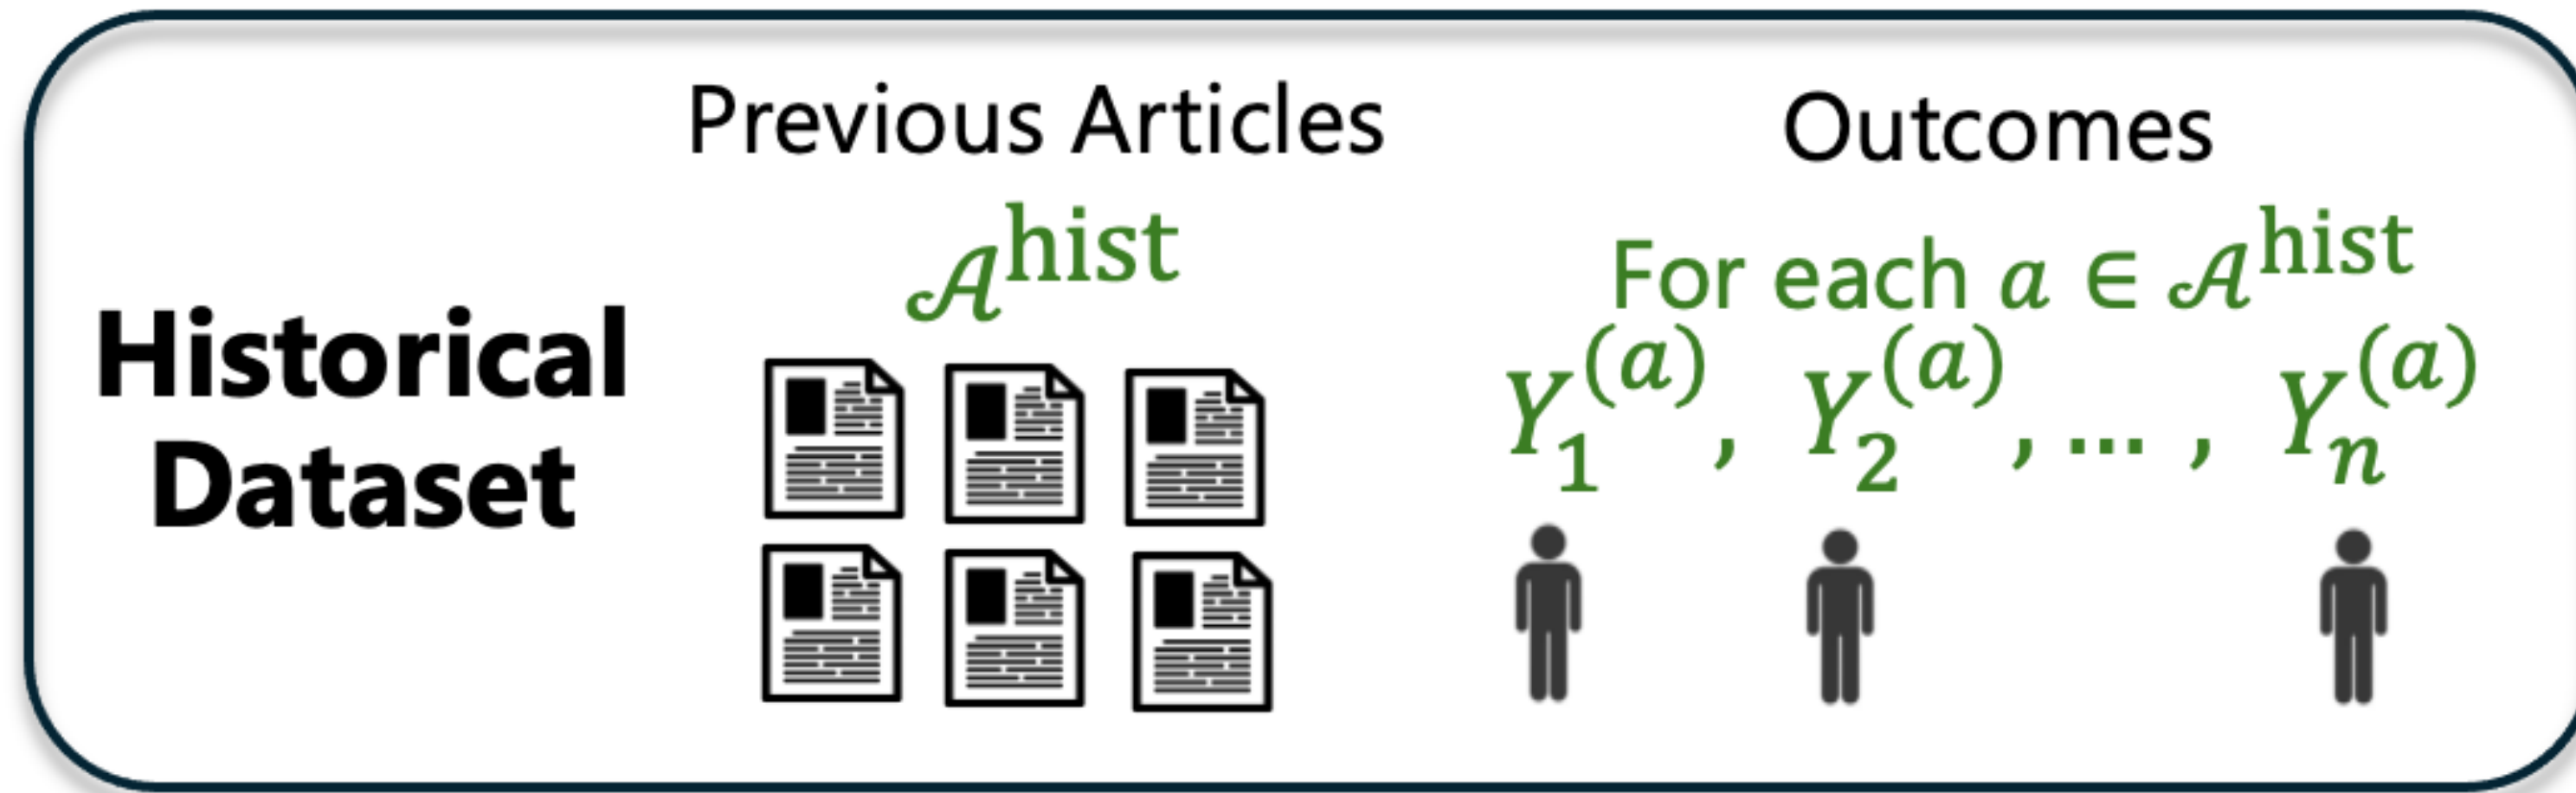 Historical
Dataset
Previous Articles
𝒜^hist
Outcomes
For each a ∈ 𝒜^hist
Y_1^(a), Y_2^(a), ..., Y_n^(a)